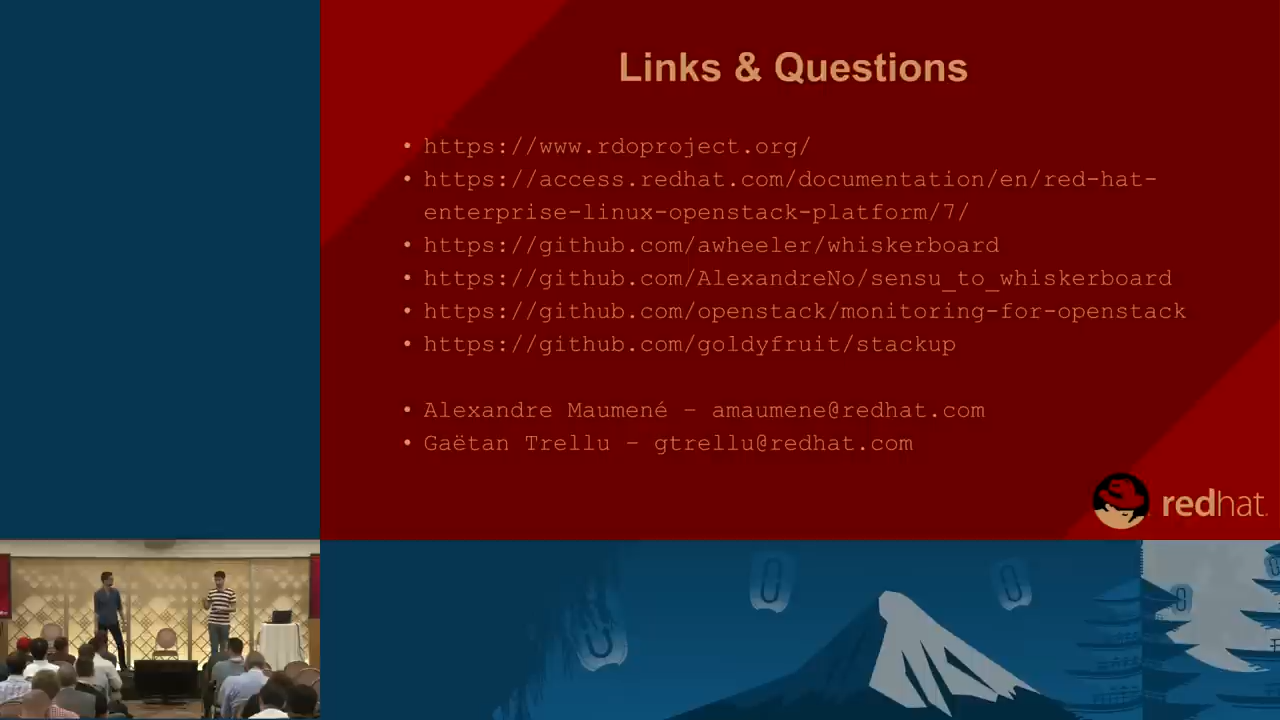 Links & Questions
• https://www.rdoproject.org/
• https://access.redhat.com/documentation/en/red-hat-
enterprise-linux-openstack-platform/7/
• https://github.com/awheeler/whiskerboard
• https://github.com/AlexandreNo/sensu_to_whiskerboard
• https://github.com/openstack/monitoring-for-openstack
• https://github.com/goldyfruit/stackup
• Alexandre Maumené – amaumene@redhat.com
• Gaëtan Trellu – gtrellu@redhat.com
redhat.